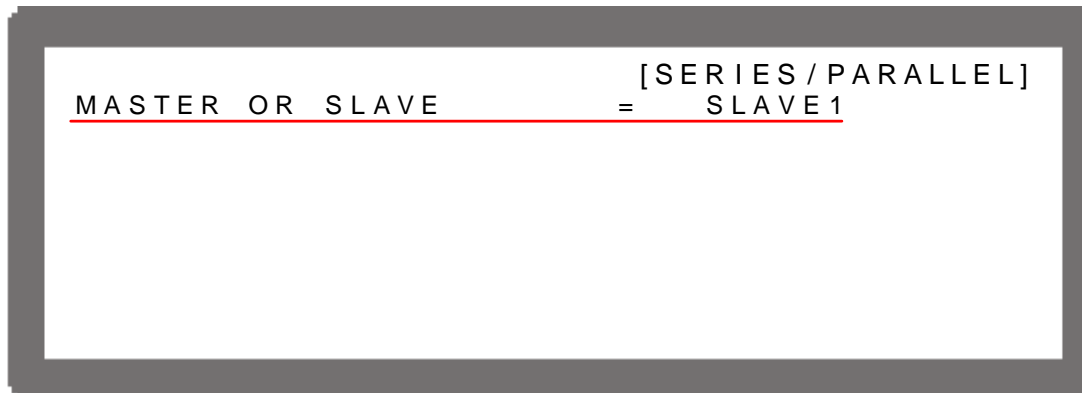 [SERIES/PARALLEL]
MASTER OR SLAVE = SLAVE1